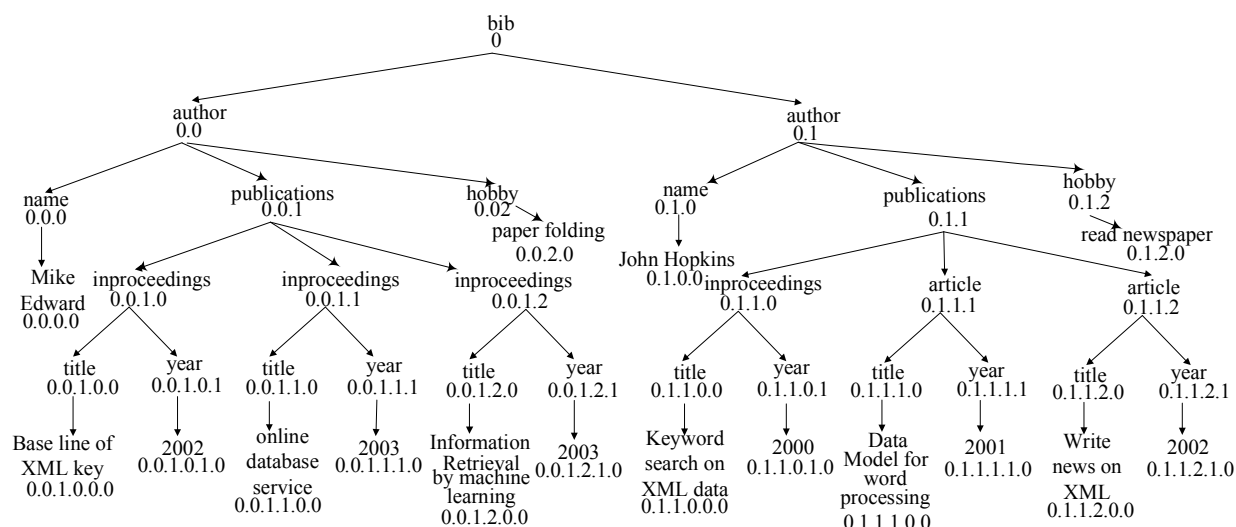 bib
0
author
0.0
author
0.1
name
0.0.0
publications
0.0.1
hobby
0.02
name
0.1.0
publications
0.1.1
hobby
0.1.2
paper folding
0.0.2.0
read newspaper
0.1.2.0
Mike
Edward
0.0.0.0
inproceedings
0.0.1.0
inproceedings
0.0.1.1
inproceedings
0.0.1.2
John Hopkins
0.1.0.0
inproceedings
0.1.1.0
article
0.1.1.1
article
0.1.1.2
title
0.0.1.0.0
year
0.0.1.0.1
title
0.0.1.1.0
year
0.0.1.1.1
title
0.0.1.2.0
year
0.0.1.2.1
title
0.1.1.0.0
year
0.1.1.0.1
title
0.1.1.1.0
year
0.1.1.1.1
title
0.1.1.2.0
year
0.1.1.2.1
Base line of
XML key
0.0.1.0.0.0
2002
0.0.1.0.1.0
online
database
service
0.0.1.1.0.0
2003
0.0.1.1.1.0
Information
Retrieval
by machine
learning
0.0.1.2.0.0
2003
0.0.1.2.1.0
Keyword
search on
XML data
0.1.1.0.0.0
2000
0.1.1.0.1.0
Data
Model for
word
processing
0.1.1.1.0.0
2001
0.1.1.1.1.0
Write
news on
XML
0.1.1.2.0.0
2002
0.1.1.2.1.0